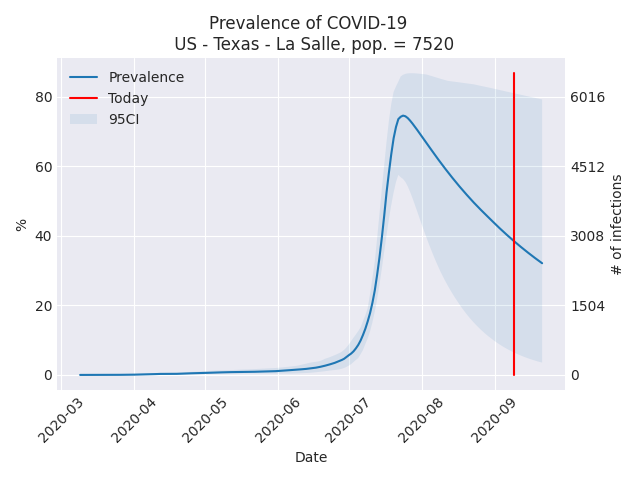 Prevalence of COVID-19
US - Texas - La Salle, pop. = 7520
Prevalence
Today
95CI
80
60
40
20
0
%
6016
4512
3008
1504
0
# of infections
2020-03
2020-04
2020-05
2020-06
2020-07
2020-08
2020-09
Date